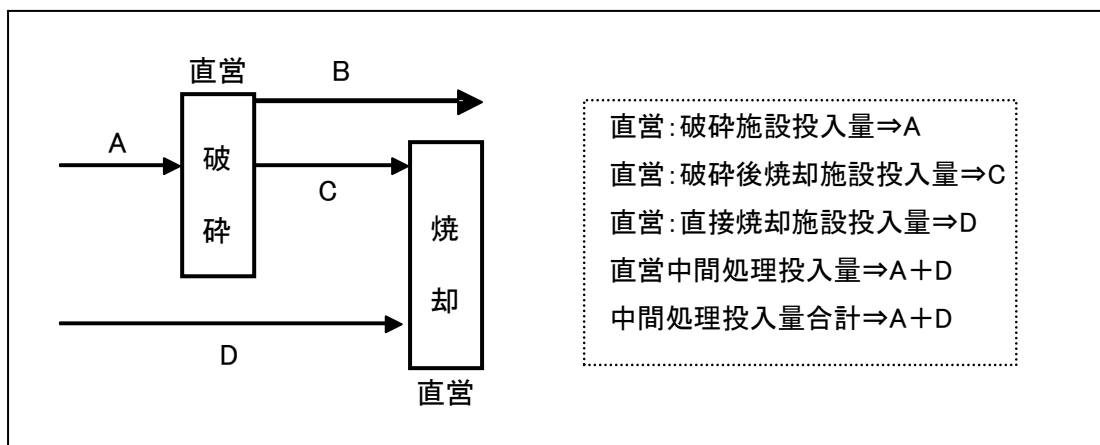 直営
B
A
破砕
C
焼却
D
直営
直営:破砕施設投入量⇒A
直営:破砕後焼却施設投入量⇒C
直営:直接焼却施設投入量⇒D
直営中間処理投入量⇒A+D
中間処理投入量合計⇒A+D